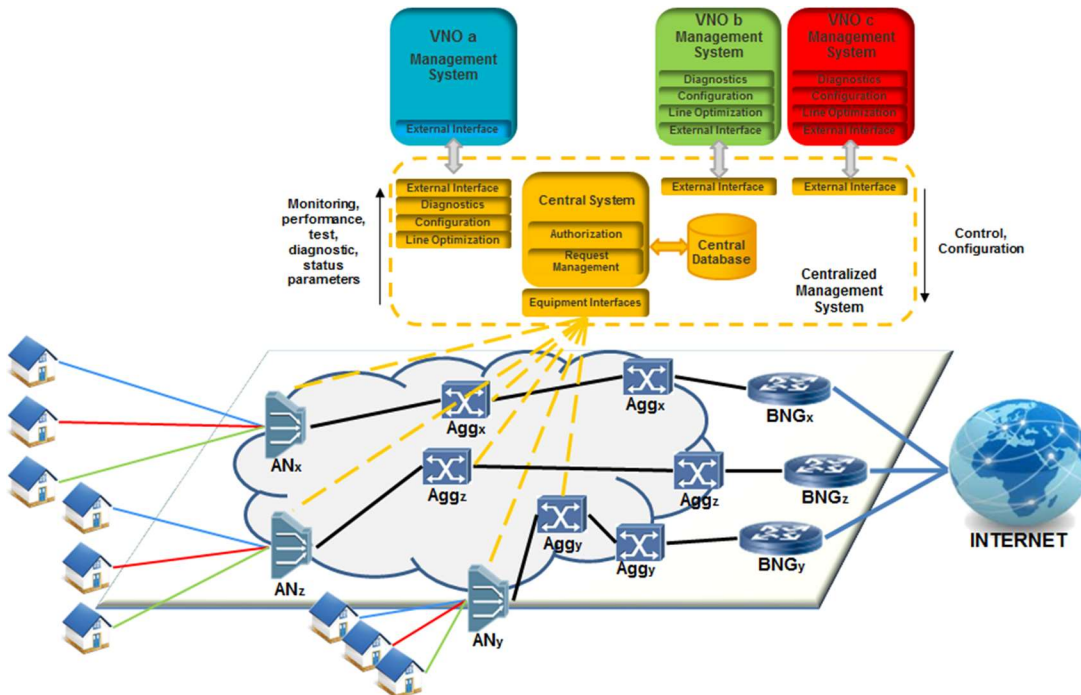 VNO a
Management
System
External Interface
VNO b
Management
System
Diagnostics
Configuration
Line Optimization
External Interface
VNO c
Management
System
Diagnostics
Configuration
Line Optimization
External Interface
Monitoring,
performance,
test,
diagnostic,
status
parameters
External Interface
Diagnostics
Configuration
Line Optimization
Central System
Authorization
Request
Management
Equipment Interfaces
Central
Database
External Interface
External Interface
Centralized
Management
System
Control,
Configuration
ANx
Aggx
Aggx
BNGx
ANz
Aggz
Aggz
BNGz
ANy
Aggy
Aggy
BNGy
INTERNET